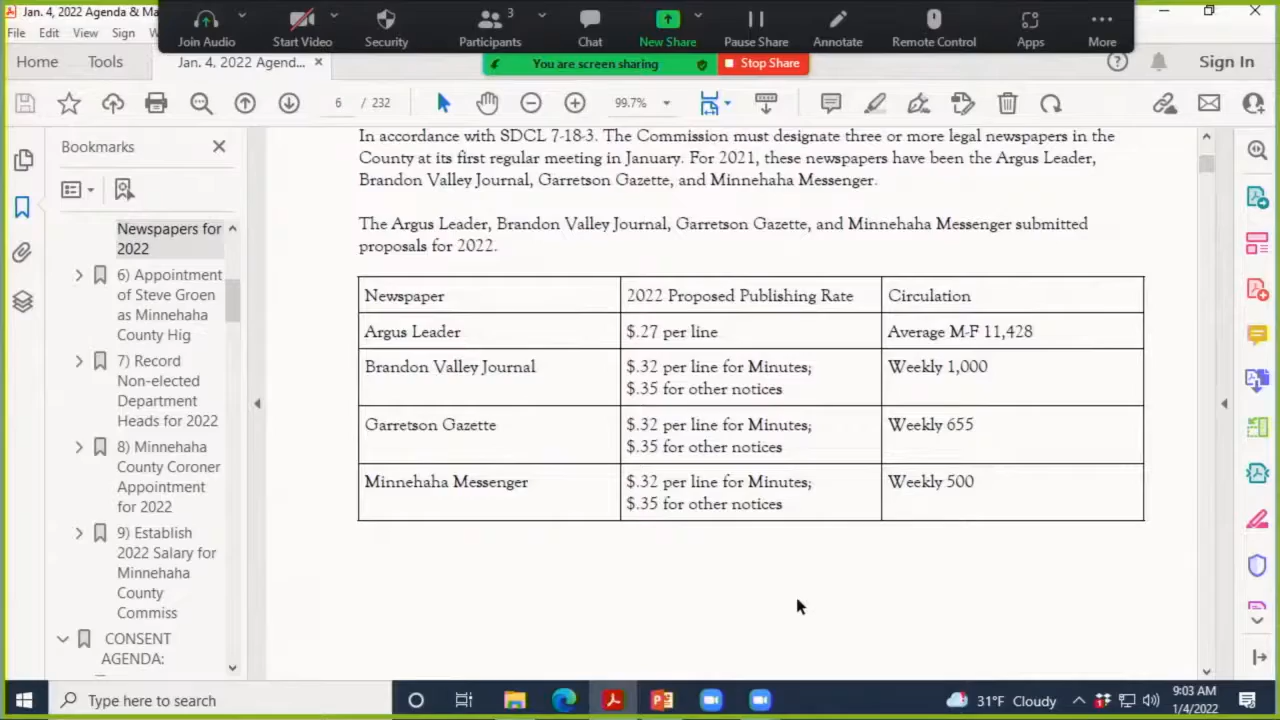 Jan. 4, 2022 Agenda & Ma
File Edit View Sign W
Join Audio
Start Video
Security
3
Participants
Chat
New Share
Pause Share
Annotate
Remote Control
Apps
More
You are screen sharing
Stop Share
Home
Tools
Jan. 4, 2022 Agend...
Sign In
6 / 232
99.7%
Bookmarks
Newspapers for
2022
6) Appointment
of Steve Groen
as Minnehaha
County Hig
7) Record
Non-elected
Department
Heads for 2022
8) Minnehaha
County Coroner
Appointment
for 2022
9) Establish
2022 Salary for
Minnehaha
County
Commiss
CONSENT
AGENDA:
In accordance with SDCL 7-18-3. The Commission must designate three or more legal newspapers in the
County at its first regular meeting in January. For 2021, these newspapers have been the Argus Leader,
Brandon Valley Journal, Garretson Gazette, and Minnehaha Messenger.
The Argus Leader, Brandon Valley Journal, Garretson Gazette, and Minnehaha Messenger submitted
proposals for 2022.
Newspaper 2022 Proposed Publishing Rate Circulation
Argus Leader $.27 per line Average M-F 11,428
Brandon Valley Journal $.32 per line for Minutes; Weekly 1,000
$.35 for other notices
Garretson Gazette $.32 per line for Minutes; Weekly 655
$.35 for other notices
Minnehaha Messenger $.32 per line for Minutes; Weekly 500
$.35 for other notices
Type here to search
31°F Cloudy
9:03 AM
1/4/2022